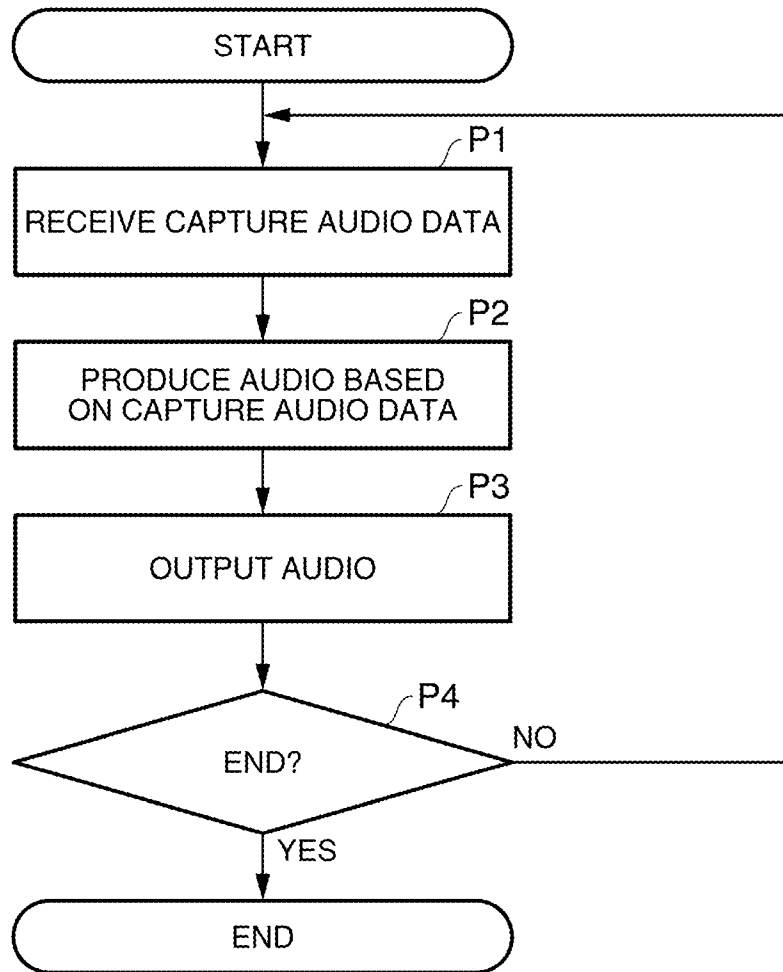 START
P1
RECEIVE CAPTURE AUDIO DATA
P2
PRODUCE AUDIO BASED
ON CAPTURE AUDIO DATA
P3
OUTPUT AUDIO
P4
END?
NO
YES
END